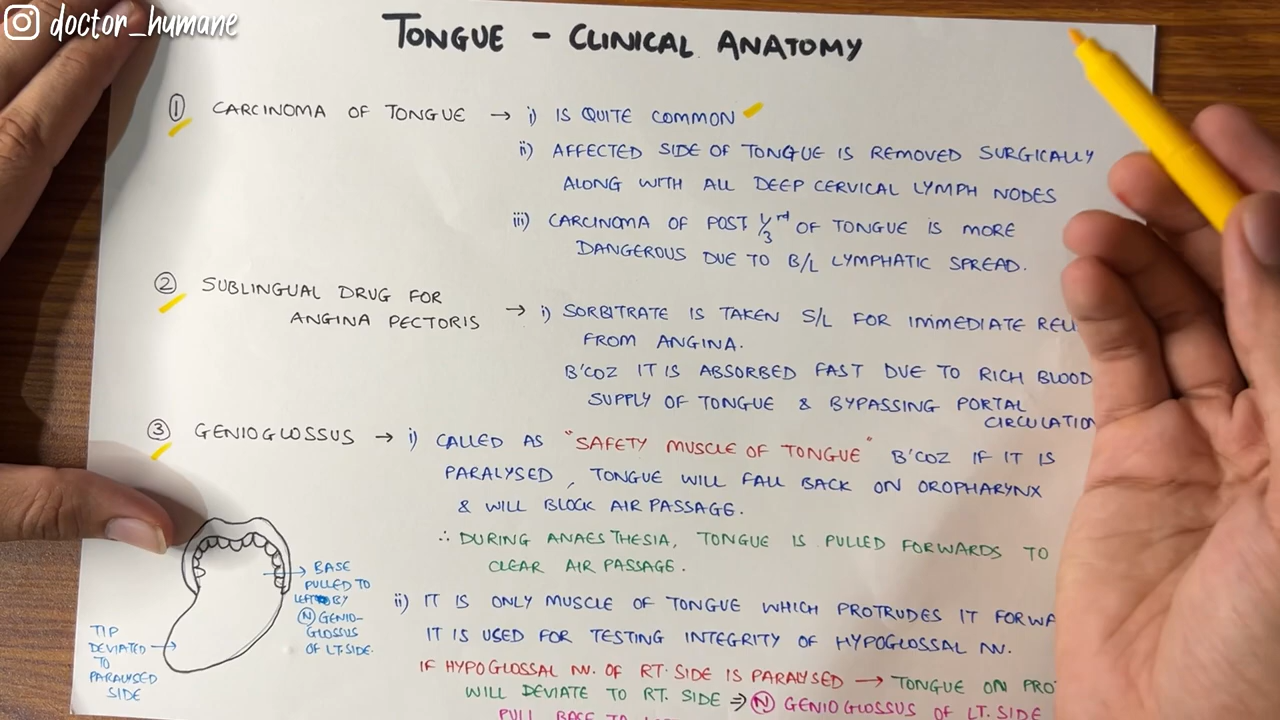 doctor_humane
TONGUE - CLINICAL ANATOMY
① CARCINOMA OF TONGUE → i) IS QUITE COMMON
ii) AFFECTED SIDE OF TONGUE IS REMOVED SURGICALLY
ALONG WITH ALL DEEP CERVICAL LYMPH NODES
iii) CARCINOMA OF POST 1/3rd OF TONGUE IS MORE
DANGEROUS DUE TO B/L LYMPHATIC SPREAD.
② SUBLINGUAL DRUG FOR
ANGINA PECTORIS → i) SORBITRATE IS TAKEN S/L FOR IMMEDIATE
FROM ANGINA.
B'COZ IT IS ABSORBED FAST DUE TO RICH BLOOD
SUPPLY OF TONGUE & BYPASSING PORTAL
CIRCULATION
③ GENIOGLOSSUS → i) CALLED AS "SAFETY MUSCLE OF TONGUE" B'COZ IF IT IS
PARALYSED, TONGUE WILL FALL BACK ON OROPHARYNX
& WILL BLOCK AIR PASSAGE.
∴ DURING ANAESTHESIA, TONGUE IS PULLED FORWARDS TO
CLEAR AIR PASSAGE.
ii) IT IS ONLY MUSCLE OF TONGUE WHICH PROTRUDES IT
IT IS USED FOR TESTING INTEGRITY OF HYPOGLOSSAL NV.
IF HYPOGLOSSAL NV. OF RT. SIDE IS PARALYSED → TONGUE ON
WILL DEVIATE TO RT. SIDE ⇒ Ⓝ GENIOGLOSSUS OF LT. SIDE
PULL BASE TO
BASE
PULLED TO
LEFT BY
Ⓝ GENIO-
GLOSSUS
OF LT. SIDE.
TIP
DEVIATED
TO
PARALYSED
SIDE